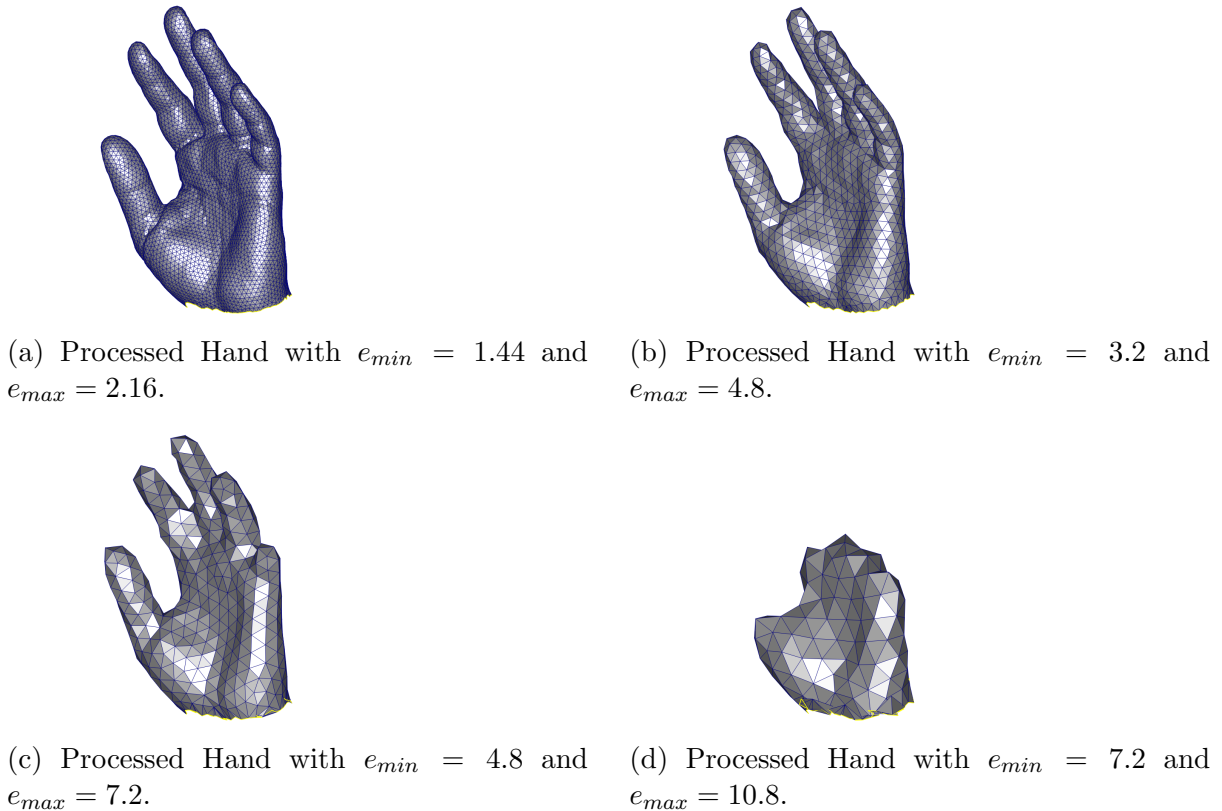 (a) Processed Hand with e_min = 1.44 and
e_max = 2.16.
(b) Processed Hand with e_min = 3.2 and
e_max = 4.8.
(c) Processed Hand with e_min = 4.8 and
e_max = 7.2.
(d) Processed Hand with e_min = 7.2 and
e_max = 10.8.